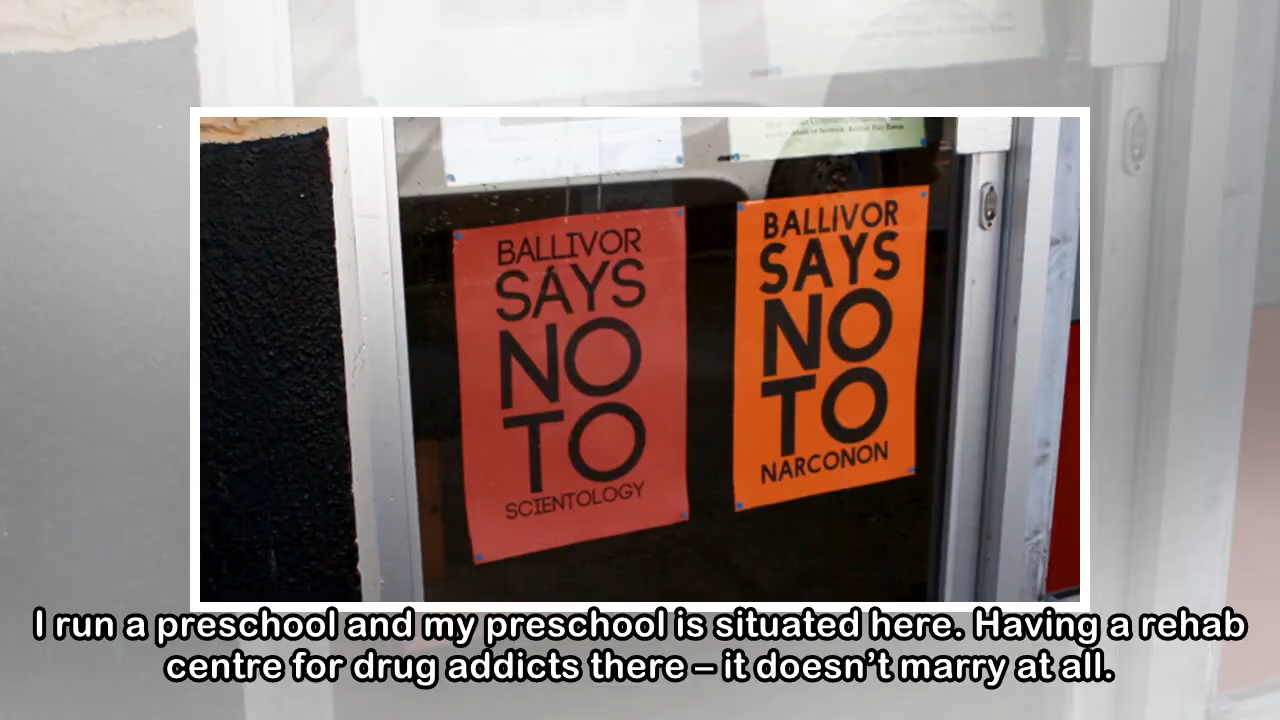 BALLIVOR
SAYS
NO
TO
SCIENTOLOGY
BALLIVOR
SAYS
NO
TO
NARCONON
I run a preschool and my preschool is situated here. Having a rehab
centre for drug addicts there – it doesn't marry at all.